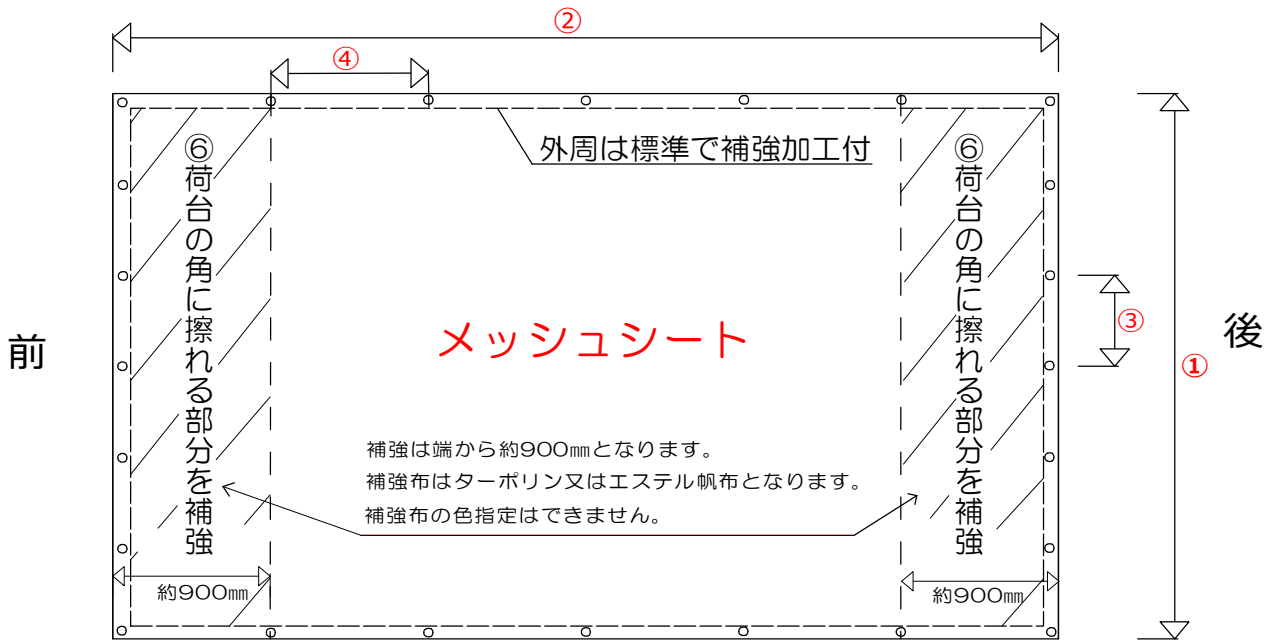 ②
④
外周は標準で補強加工付
⑥荷台の角に擦れる部分を補強
⑥荷台の角に擦れる部分を補強
前
メッシュシート
③
①
後
補強は端から約900㎜となります。
補強布はターポリン又はエステル帆布となります。
補強布の色指定はできません。
約900㎜
約900㎜